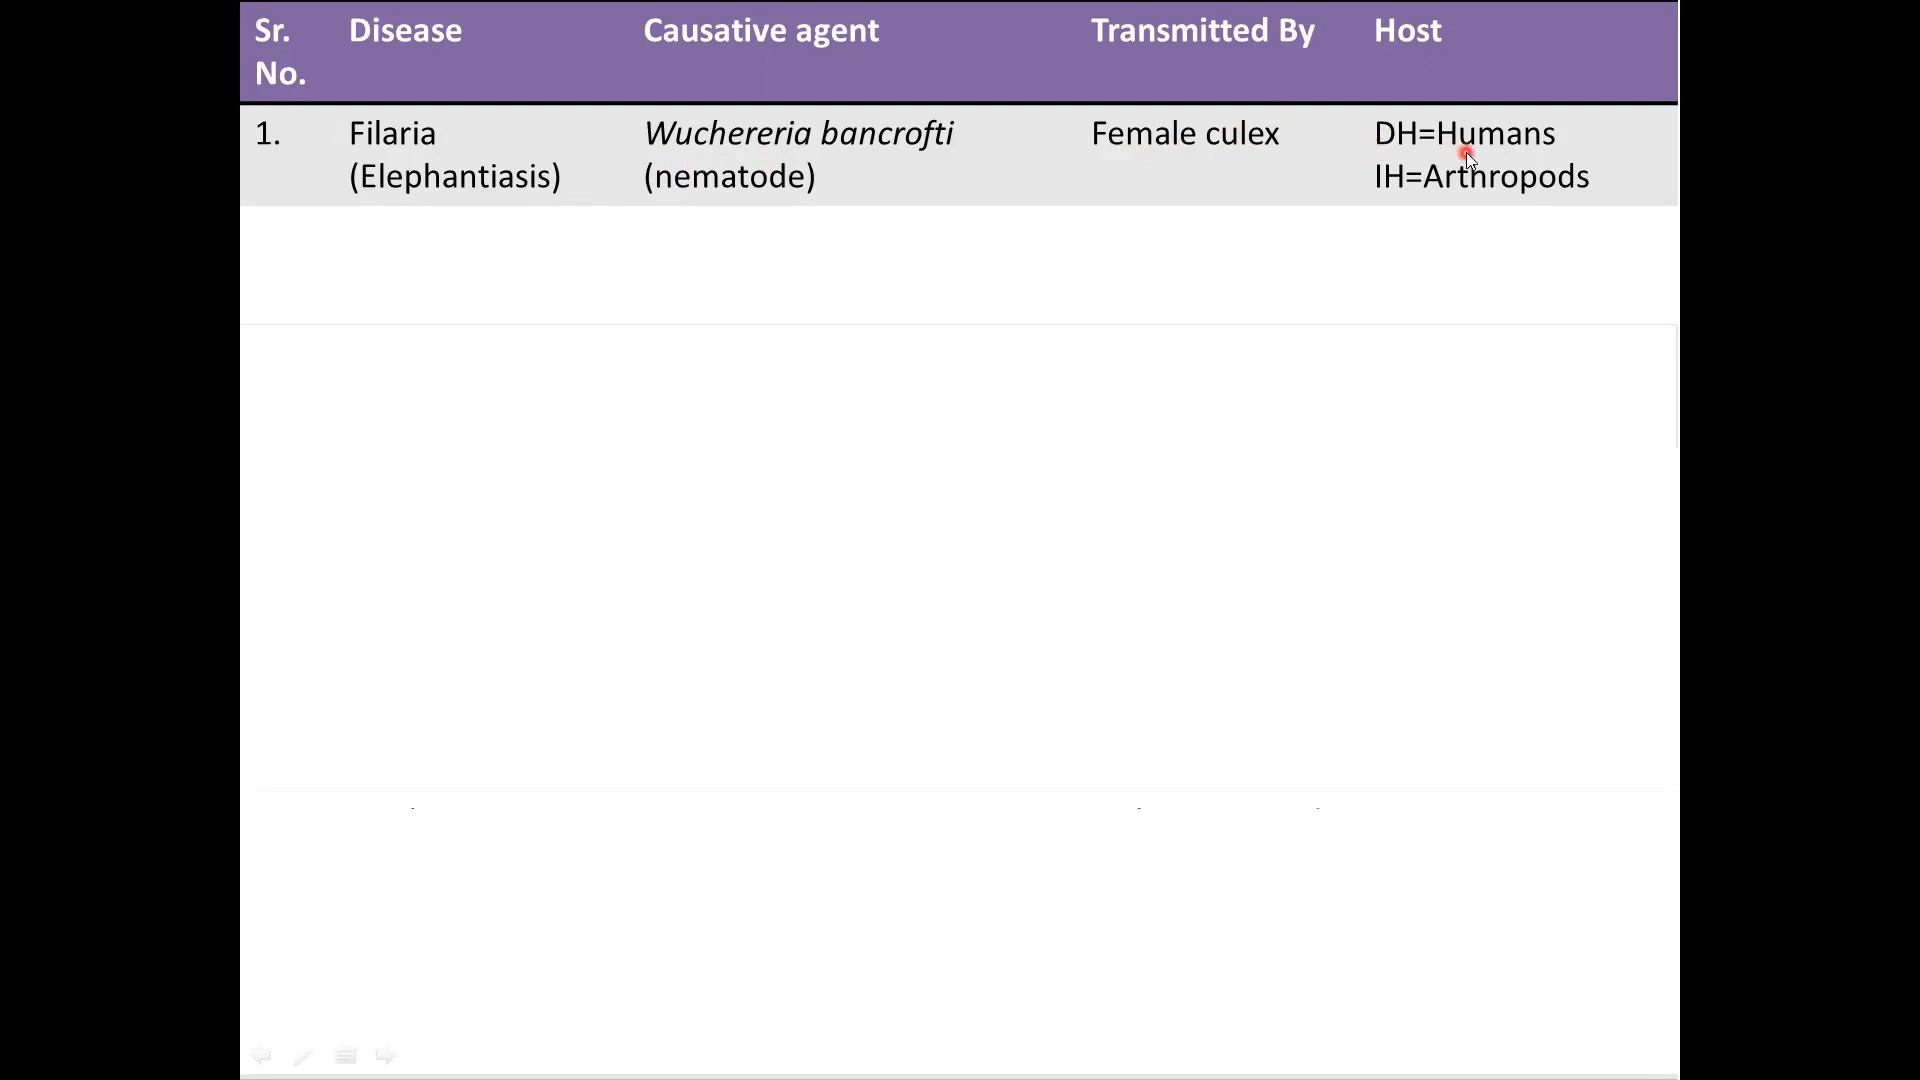 Sr. No. Disease Causative agent Transmitted By Host
1. Filaria Wuchereria bancrofti Female culex DH=Humans
(Elephantiasis) (nematode) IH=Arthropods